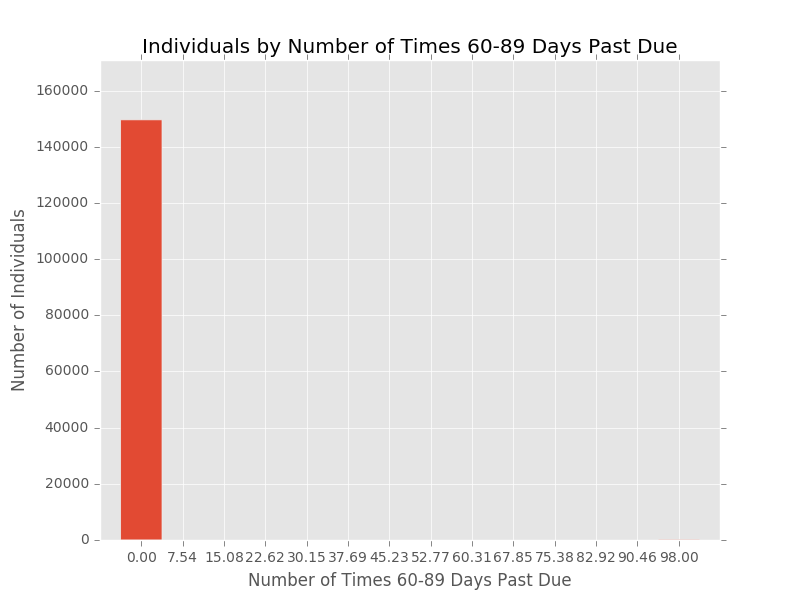 Individuals by Number of Times 60-89 Days Past Due
160000
140000
120000
100000
80000
60000
40000
20000
0
Number of Individuals
0.00 7.54 15.08 22.62 30.15 37.69 45.23 52.77 60.31 67.85 75.38 82.92 90.46 98.00
Number of Times 60-89 Days Past Due